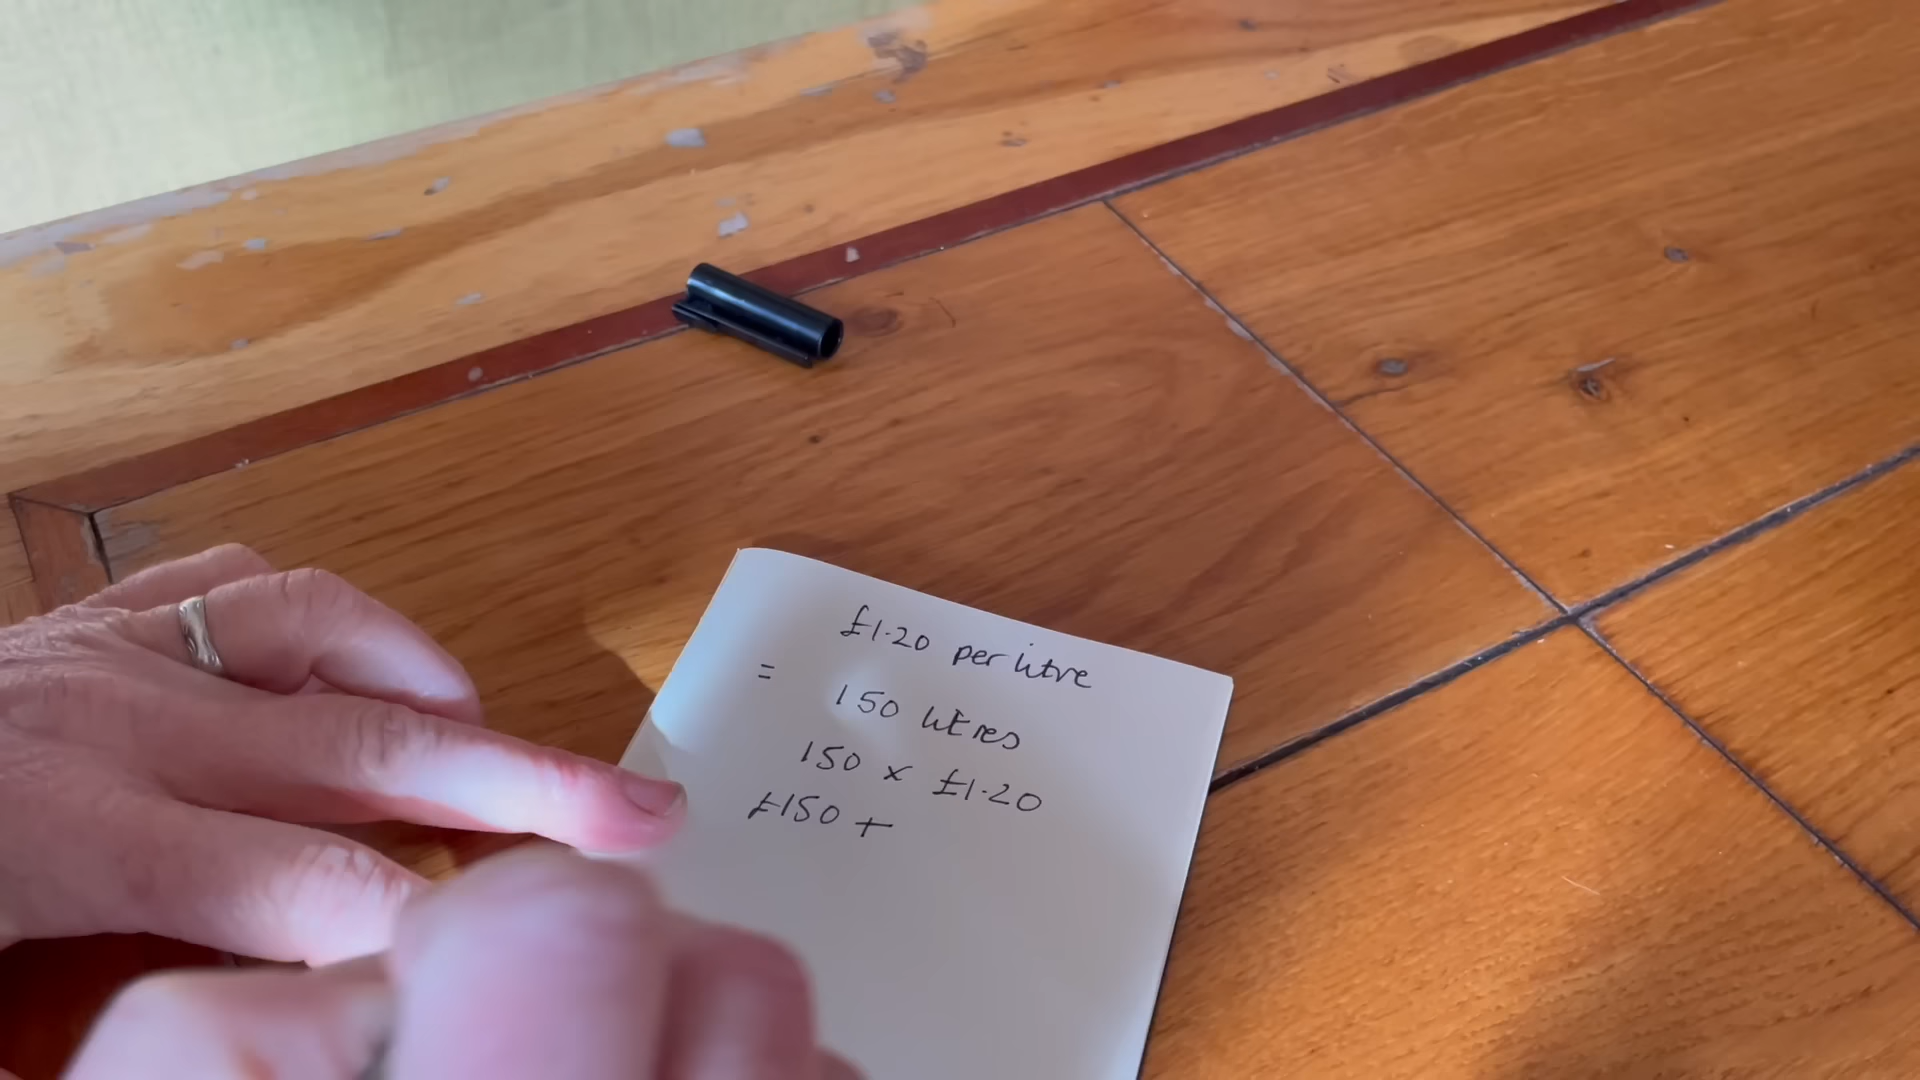 £1.20 per litre
= 150 litres
150 x £1.20
£150 +